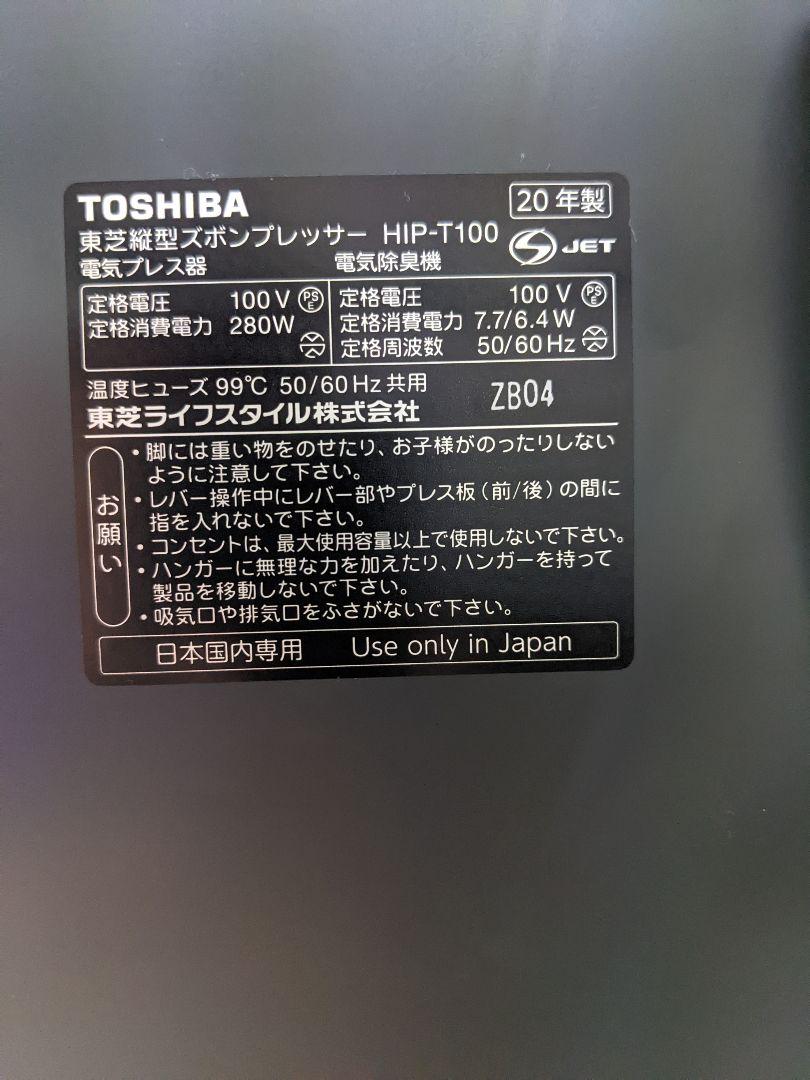 TOSHIBA
20年製
東芝縦型ズボンプレッサー HIP-T100
S JET
電気プレス器 電気除臭機
定格電圧 100V PSE
定格消費電力 280W
定格電圧 100V PSE
定格消費電力 7.7/6.4W
定格周波数 50/60Hz
温度ヒューズ 99℃ 50/60Hz共用
ZB04
東芝ライフスタイル株式会社
お願い
・脚には重い物をのせたり、お子様がのったりしない
ように注意して下さい。
・レバー操作中にレバー部やプレス板(前/後)の間に
指を入れないで下さい。
・コンセントは、最大使用容量以上で使用しないで下さい。
・ハンガーに無理な力を加えたり、ハンガーを持って
製品を移動しないで下さい。
・吸気口や排気口をふさがないで下さい。
日本国内専用 Use only in Japan